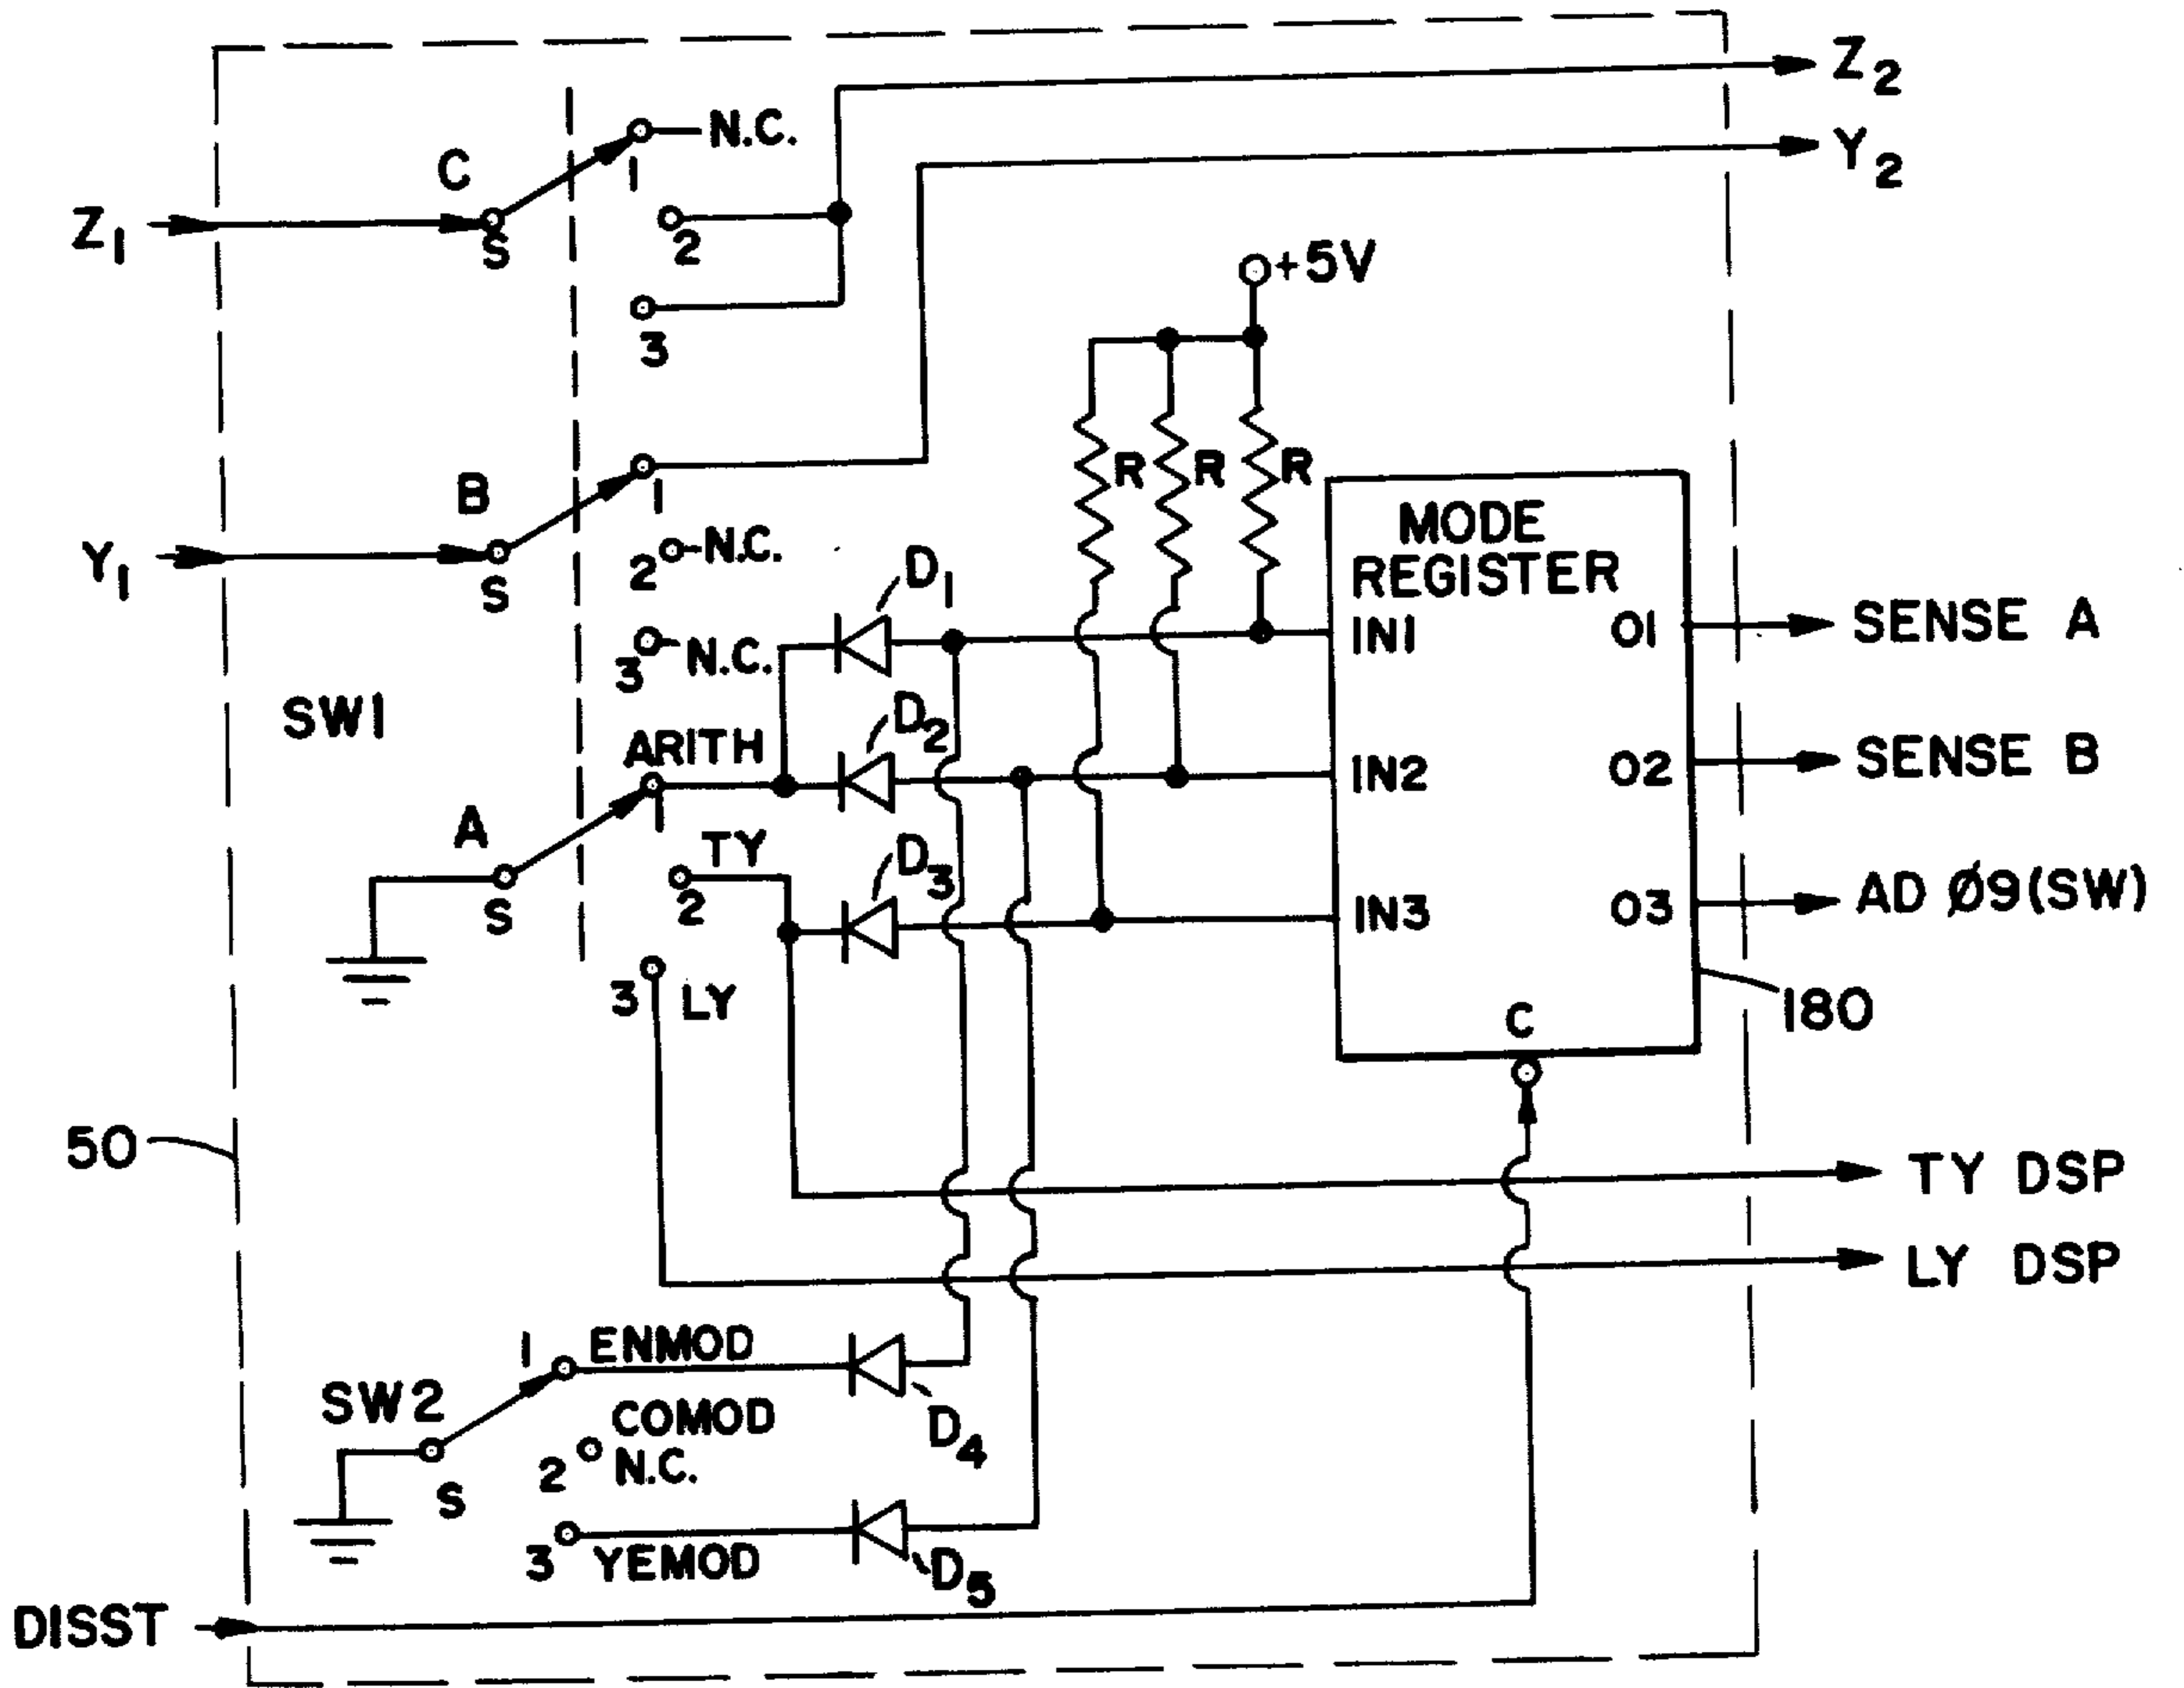 Z2
N.C.
C
1
Y2
Z1
S
2
+5V
3
R
R
R
B
1
MODE
REGISTER
Y1
S
2
N.C.
D1
IN1
O1
SENSE A
3
N.C.
SW1
D2
ARITH
IN2
O2
SENSE B
1
A
TY
D3
AD Ø9(SW)
S
2
IN3
O3
3
LY
C
180
50
TY DSP
LY DSP
1
ENMOD
SW2
COMOD
D4
2
N.C.
S
3
YEMOD
D5
DISST